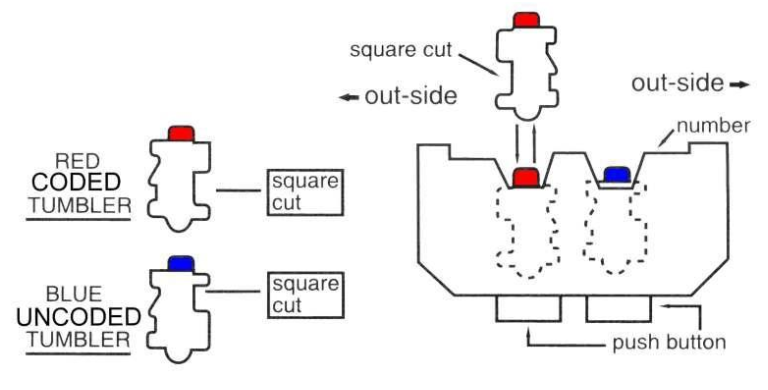 square cut
out-side
out-side
number
RED
CODED
TUMBLER
square
cut
BLUE
UNCODED
TUMBLER
square
cut
push button